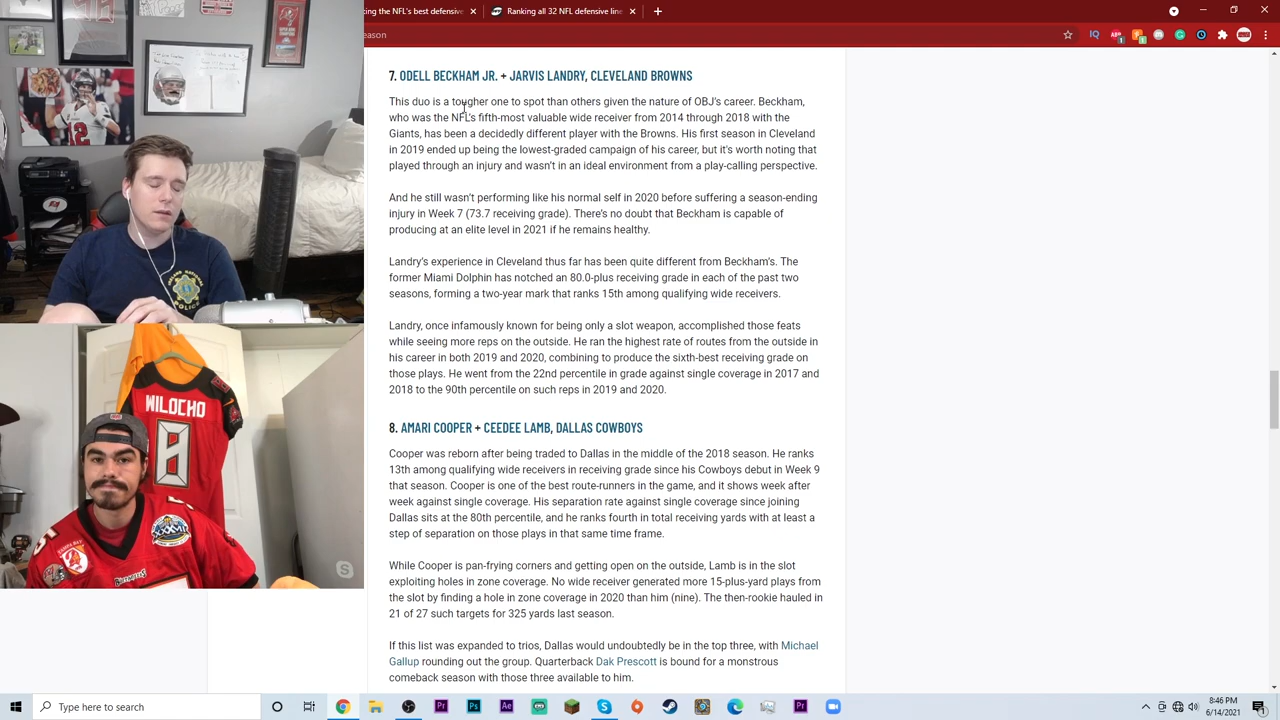 king the NFL's best defensive
Ranking all 32 NFL defensive line
eason
7. ODELL BECKHAM JR. + JARVIS LANDRY, CLEVELAND BROWNS
This duo is a tougher one to spot than others given the nature of OBJ's career. Beckham,
who was the NFL's fifth-most valuable wide receiver from 2014 through 2018 with the
Giants, has been a decidedly different player with the Browns. His first season in Cleveland
in 2019 ended up being the lowest-graded campaign of his career, but it's worth noting that
played through an injury and wasn't in an ideal environment from a play-calling perspective.
And he still wasn't performing like his normal self in 2020 before suffering a season-ending
injury in Week 7 (73.7 receiving grade). There's no doubt that Beckham is capable of
producing at an elite level in 2021 if he remains healthy.
Landry's experience in Cleveland thus far has been quite different from Beckham's. The
former Miami Dolphin has notched an 80.0-plus receiving grade in each of the past two
seasons, forming a two-year mark that ranks 15th among qualifying wide receivers.
Landry, once infamously known for being only a slot weapon, accomplished those feats
while seeing more reps on the outside. He ran the highest rate of routes from the outside in
his career in both 2019 and 2020, combining to produce the sixth-best receiving grade on
those plays. He went from the 22nd percentile in grade against single coverage in 2017 and
2018 to the 90th percentile on such reps in 2019 and 2020.
8. AMARI COOPER + CEEDEE LAMB, DALLAS COWBOYS
Cooper was reborn after being traded to Dallas in the middle of the 2018 season. He ranks
13th among qualifying wide receivers in receiving grade since his Cowboys debut in Week 9
that season. Cooper is one of the best route-runners in the game, and it shows week after
week against single coverage. His separation rate against single coverage since joining
Dallas sits at the 80th percentile, and he ranks fourth in total receiving yards with at least a
step of separation on those plays in that same time frame.
While Cooper is pan-frying corners and getting open on the outside, Lamb is in the slot
exploiting holes in zone coverage. No wide receiver generated more 15-plus-yard plays from
the slot by finding a hole in zone coverage in 2020 than him (nine). The then-rookie hauled in
21 of 27 such targets for 325 yards last season.
If this list was expanded to trios, Dallas would undoubtedly be in the top three, with Michael
Gallup rounding out the group. Quarterback Dak Prescott is bound for a monstrous
comeback season with those three available to him.
12
WILOCHO
8
XXXVII
TAMPA BAY
5
BUCCANEERS
Type here to search
8:46 PM
6/14/2021